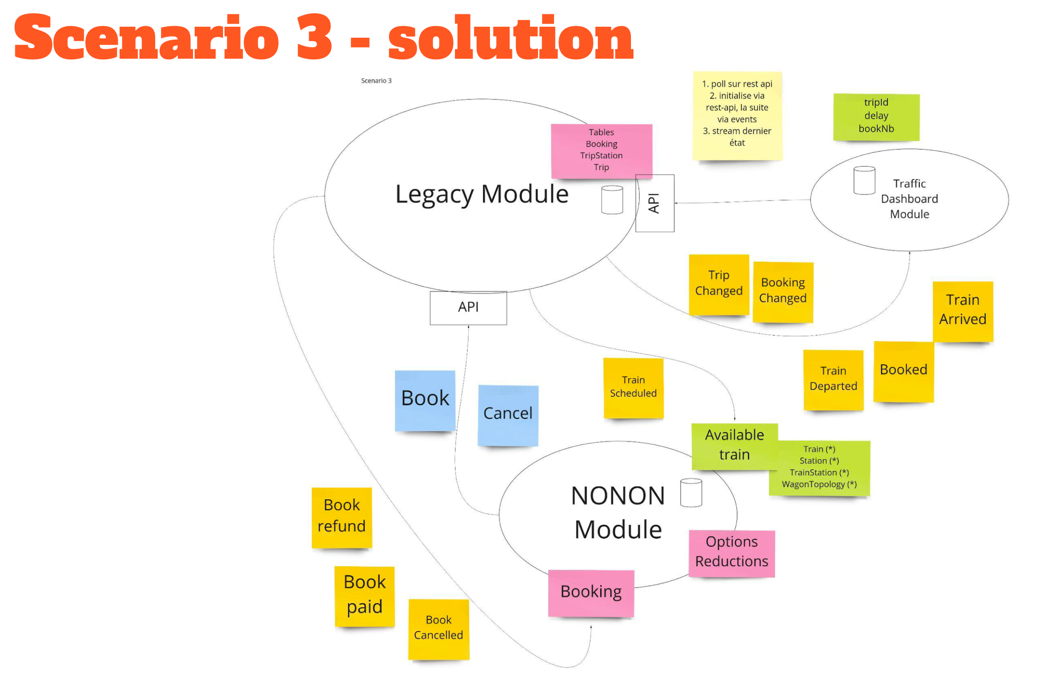 Scenario 3 - solution
Scenario 3
1. poll sur rest api
2. initialise via
rest-api, la suite
via events
3. stream dernier
état
tripId
delay
bookNb
Tables
Booking
TripStation
Trip
Legacy Module
API
Traffic
Dashboard
Module
Trip
Changed
Booking
Changed
Train
Arrived
API
Train
Departed
Booked
Train
Scheduled
Book
Cancel
Available
train
Train (*)
Station (*)
TrainStation (*)
WagonTopology (*)
NONON
Module
Options
Reductions
Book
refund
Booking
Book
paid
Book
Cancelled